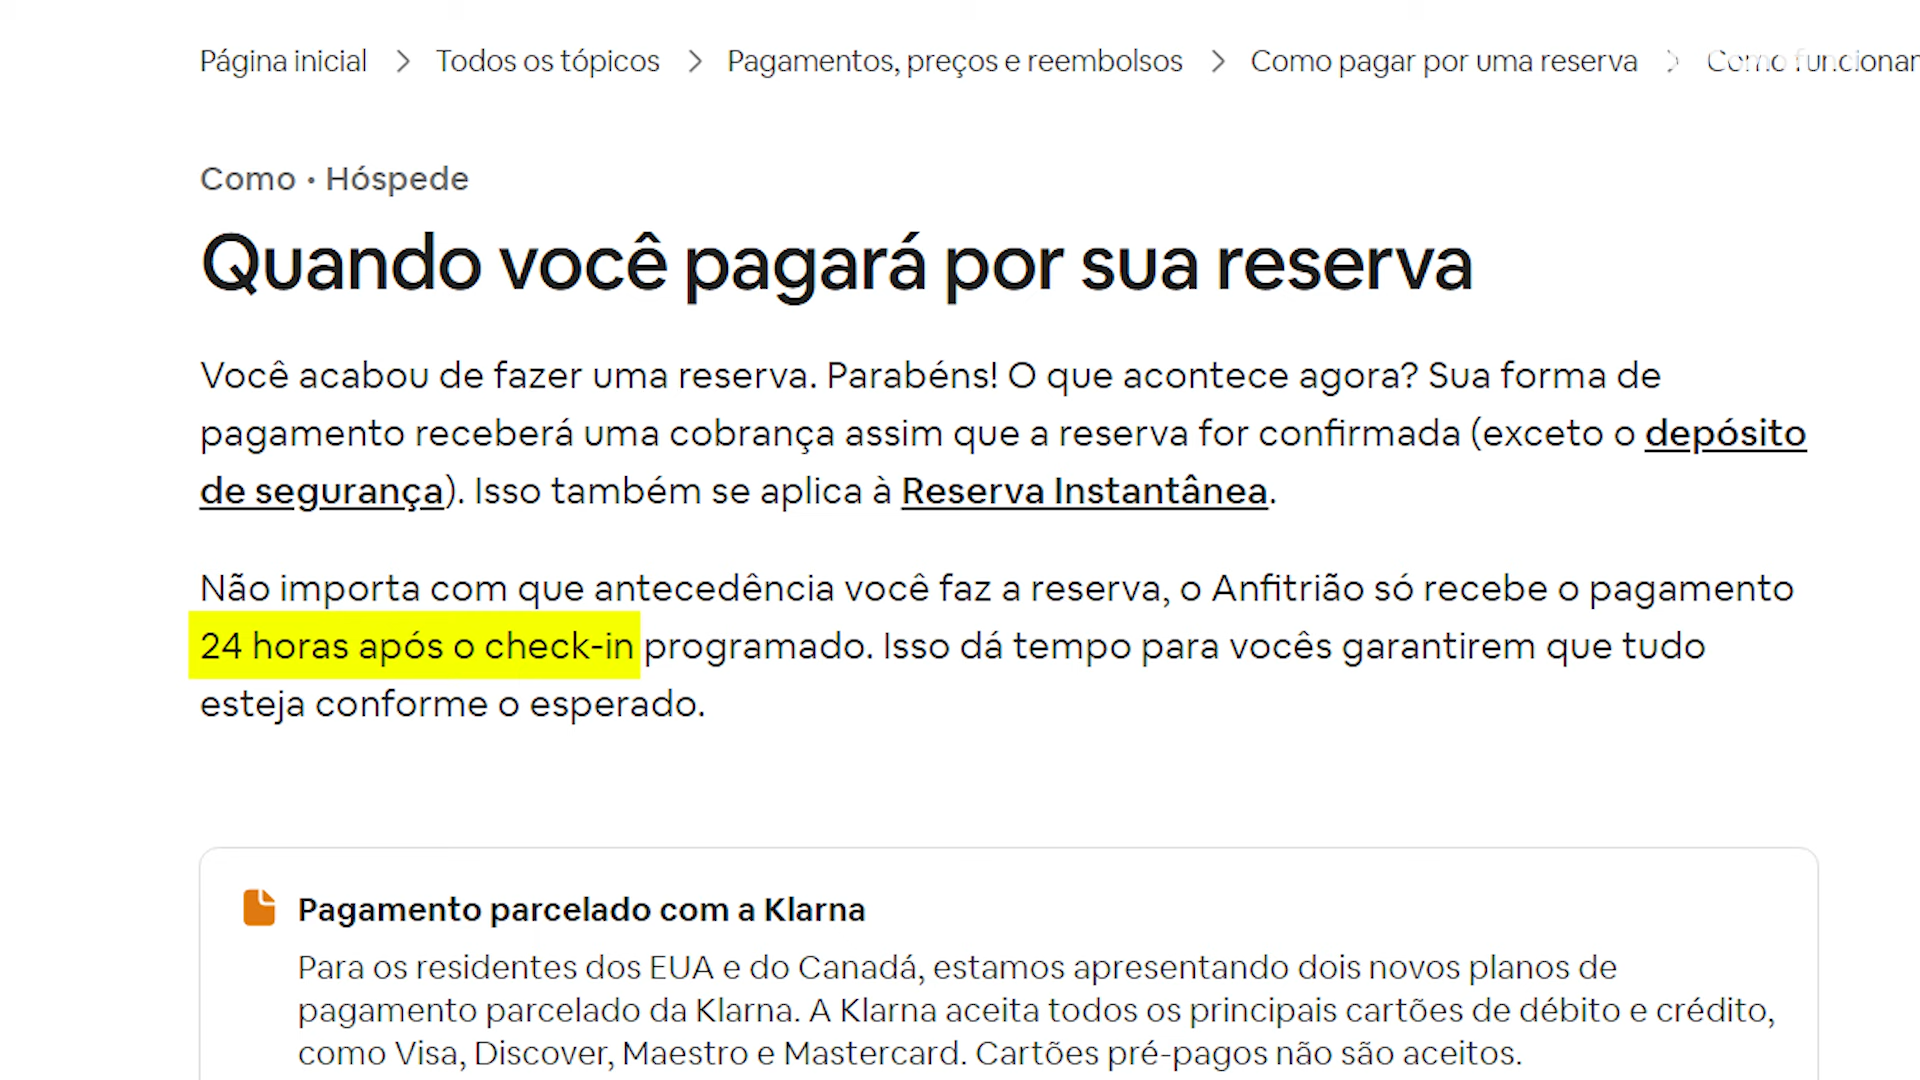 Página inicial > Todos os tópicos > Pagamentos, preços e reembolsos > Como pagar por uma reserva > Como funcionam
Como • Hóspede
Quando você pagará por sua reserva
Você acabou de fazer uma reserva. Parabéns! O que acontece agora? Sua forma de
pagamento receberá uma cobrança assim que a reserva for confirmada (exceto o depósito
de segurança). Isso também se aplica à Reserva Instantânea.
Não importa com que antecedência você faz a reserva, o Anfitrião só recebe o pagamento
24 horas após o check-in programado. Isso dá tempo para vocês garantirem que tudo
esteja conforme o esperado.
Pagamento parcelado com a Klarna
Para os residentes dos EUA e do Canadá, estamos apresentando dois novos planos de
pagamento parcelado da Klarna. A Klarna aceita todos os principais cartões de débito e crédito,
como Visa, Discover, Maestro e Mastercard. Cartões pré-pagos não são aceitos.